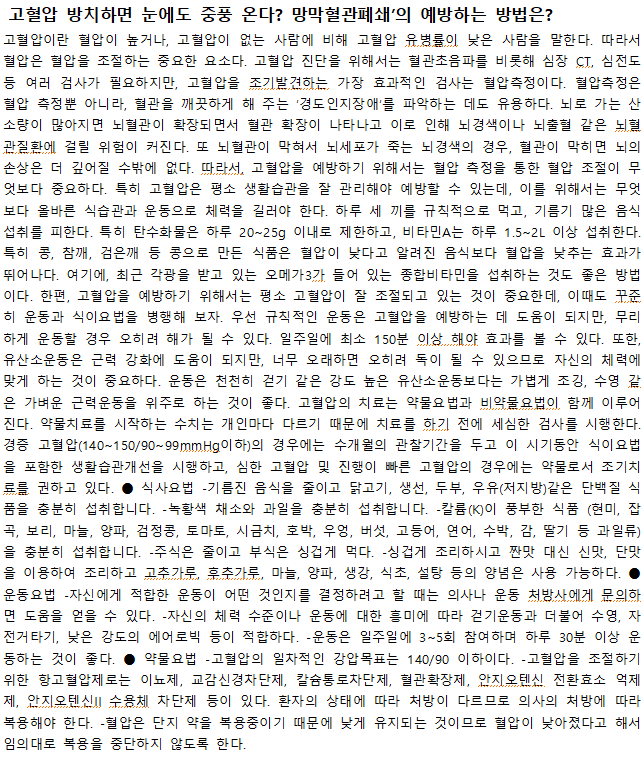 고혈압 방치하면 눈에도 중풍 온다? 망막혈관폐쇄’의 예방하는 방법은?
고혈압이란 혈압이 높거나, 고혈압이 없는 사람에 비해 고혈압 유병률이 낮은 사람을 말한다. 따라서
혈압은 혈압을 조절하는 중요한 요소다. 고혈압 진단을 위해서는 혈관초음파를 비롯해 심장 CT, 심전도
등 여러 검사가 필요하지만, 고혈압을 조기발견하는 가장 효과적인 검사는 혈압측정이다. 혈압측정은
혈압 측정뿐 아니라, 혈관을 깨끗하게 해 주는 ‘경도인지장애’를 파악하는 데도 유용하다. 뇌로 가는 산
소량이 많아지면 뇌혈관이 확장되면서 혈관 확장이 나타나고 이로 인해 뇌경색이나 뇌출혈 같은 뇌혈
관질환에 걸릴 위험이 커진다. 또 뇌혈관이 막혀서 뇌세포가 죽는 뇌경색의 경우, 혈관이 막히면 뇌의
손상은 더 깊어질 수밖에 없다. 따라서, 고혈압을 예방하기 위해서는 혈압 측정을 통한 혈압 조절이 무
엇보다 중요하다. 특히 고혈압은 평소 생활습관을 잘 관리해야 예방할 수 있는데, 이를 위해서는 무엇
보다 올바른 식습관과 운동으로 체력을 길러야 한다. 하루 세 끼를 규칙적으로 먹고, 기름기 많은 음식
섭취를 피한다. 특히 탄수화물은 하루 20~25g 이내로 제한하고, 비타민A는 하루 1.5~2L 이상 섭취한다.
특히 콩, 참깨, 검은깨 등 콩으로 만든 식품은 혈압이 낮다고 알려진 음식보다 혈압을 낮추는 효과가
뛰어나다. 여기에, 최근 각광을 받고 있는 오메가3가 들어 있는 종합비타민을 섭취하는 것도 좋은 방법
이다. 한편, 고혈압을 예방하기 위해서는 평소 고혈압이 잘 조절되고 있는 것이 중요한데, 이때도 꾸준
히 운동과 식이요법을 병행해 보자. 우선 규칙적인 운동은 고혈압을 예방하는 데 도움이 되지만, 무리
하게 운동할 경우 오히려 해가 될 수 있다. 일주일에 최소 150분 이상 해야 효과를 볼 수 있다. 또한,
유산소운동은 근력 강화에 도움이 되지만, 너무 오래하면 오히려 독이 될 수 있으므로 자신의 체력에
맞게 하는 것이 중요하다. 운동은 천천히 걷기 같은 강도 높은 유산소운동보다는 가볍게 조깅, 수영 같
은 가벼운 근력운동을 위주로 하는 것이 좋다. 고혈압의 치료는 약물요법과 비약물요법이 함께 이루어
진다. 약물치료를 시작하는 수치는 개인마다 다르기 때문에 치료를 하기 전에 세심한 검사를 시행한다.
경증 고혈압(140~150/90~99mmHg이하)의 경우에는 수개월의 관찰기간을 두고 이 시기동안 식이요법
을 포함한 생활습관개선을 시행하고, 심한 고혈압 및 진행이 빠른 고혈압의 경우에는 약물로서 조기치
료를 권하고 있다. ● 식사요법 -기름진 음식을 줄이고 닭고기, 생선, 두부, 우유(저지방)같은 단백질 식
품을 충분히 섭취합니다. -녹황색 채소와 과일을 충분히 섭취합니다. -칼륨(K)이 풍부한 식품 (현미, 잡
곡, 보리, 마늘, 양파, 검정콩, 토마토, 시금치, 호박, 우엉, 버섯, 고등어, 연어, 수박, 감, 딸기 등 과일류)
을 충분히 섭취합니다. -주식은 줄이고 부식은 싱겁게 먹다. -싱겁게 조리하시고 짠맛 대신 신맛, 단맛
을 이용하여 조리하고 고추가루, 후추가루, 마늘, 양파, 생강, 식초, 설탕 등의 양념은 사용 가능하다. ●
운동요법 -자신에게 적합한 운동이 어떤 것인지를 결정하려고 할 때는 의사나 운동 처방사에게 문의하
면 도움을 얻을 수 있다. -자신의 체력 수준이나 운동에 대한 흥미에 따라 걷기운동과 더불어 수영, 자
전거타기, 낮은 강도의 에어로빅 등이 적합하다. -운동은 일주일에 3~5회 참여하며 하루 30분 이상 운
동하는 것이 좋다. ● 약물요법 -고혈압의 일차적인 강압목표는 140/90 이하이다. -고혈압을 조절하기
위한 항고혈압제로는 이뇨제, 교감신경차단제, 칼슘통로차단제, 혈관확장제, 안지오텐신 전환효소 억제
제, 안지오텐신II 수용체 차단제 등이 있다. 환자의 상태에 따라 처방이 다르므로 의사의 처방에 따라
복용해야 한다. -혈압은 단지 약을 복용중이기 때문에 낮게 유지되는 것이므로 혈압이 낮아졌다고 해서
임의대로 복용을 중단하지 않도록 한다.